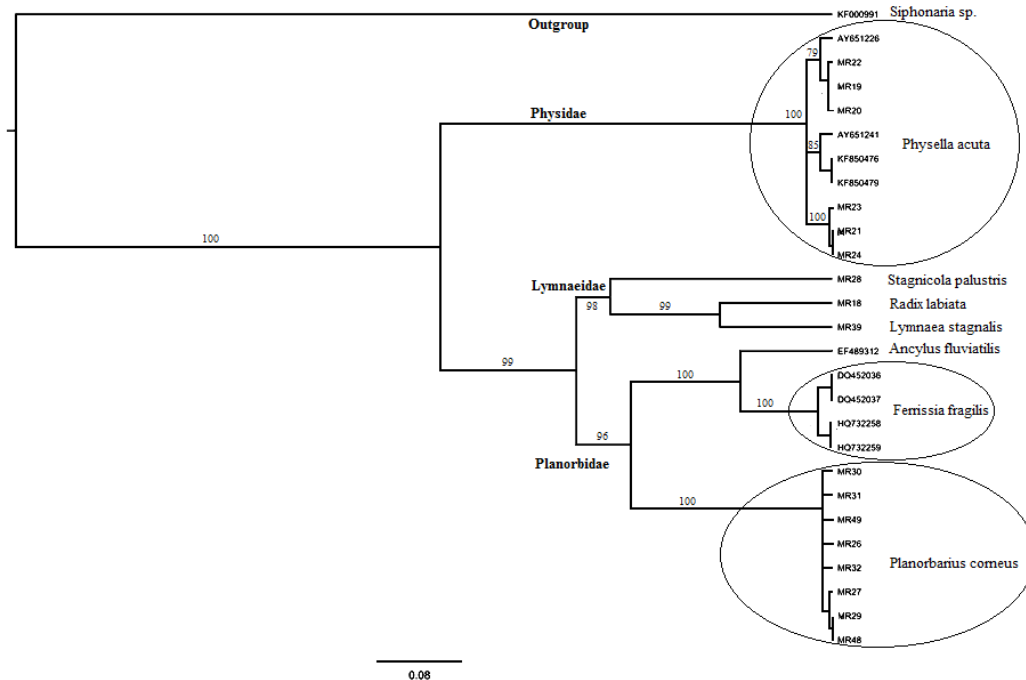 KF000991 Siphonaria sp.
Outgroup
AY651226
79
MR22
MR19
MR20
Physidae
100
AY651241
Physella acuta
85
KF850476
KF850479
MR23
100
MR21
MR24
100
Lymnaeidae
MR28 Stagnicola palustris
98
99
MR18 Radix labiata
MR39 Lymnaea stagnalis
EF489312 Ancylus fluviatilis
99
100
DQ452036
DQ452037
100
Ferrissia fragilis
HQ732258
HQ732259
96
Planorbidae
MR30
MR31
100
MR49
MR26
Planorbarius corneus
MR32
MR27
MR29
MR48
0.08